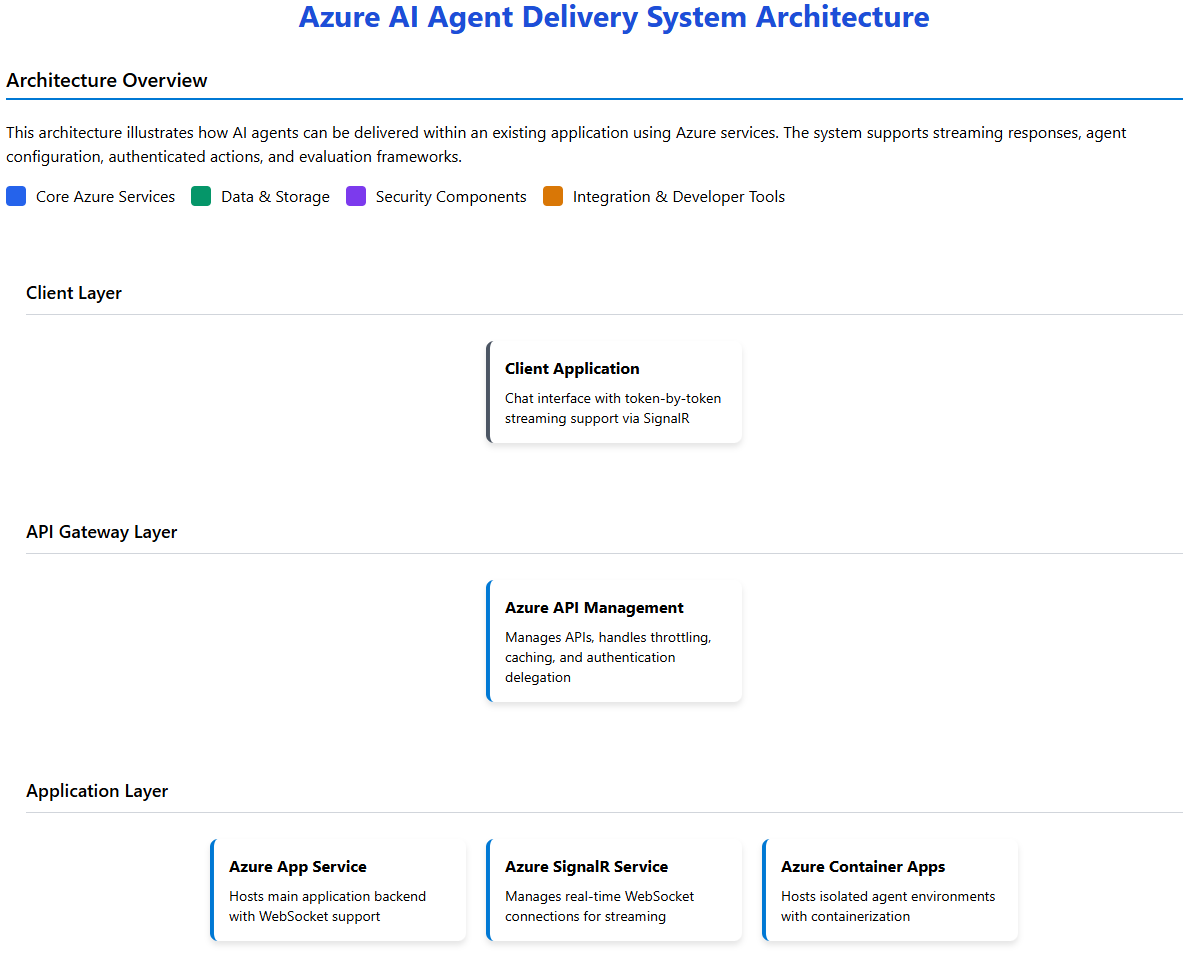 Azure AI Agent Delivery System Architecture
Architecture Overview
This architecture illustrates how AI agents can be delivered within an existing application using Azure services. The system supports streaming responses, agent
configuration, authenticated actions, and evaluation frameworks.
Core Azure Services Data & Storage Security Components Integration & Developer Tools
Client Layer
Client Application
Chat interface with token-by-token
streaming support via SignalR
API Gateway Layer
Azure API Management
Manages APIs, handles throttling,
caching, and authentication
delegation
Application Layer
Azure App Service
Hosts main application backend
with WebSocket support
Azure SignalR Service
Manages real-time WebSocket
connections for streaming
Azure Container Apps
Hosts isolated agent environments
with containerization